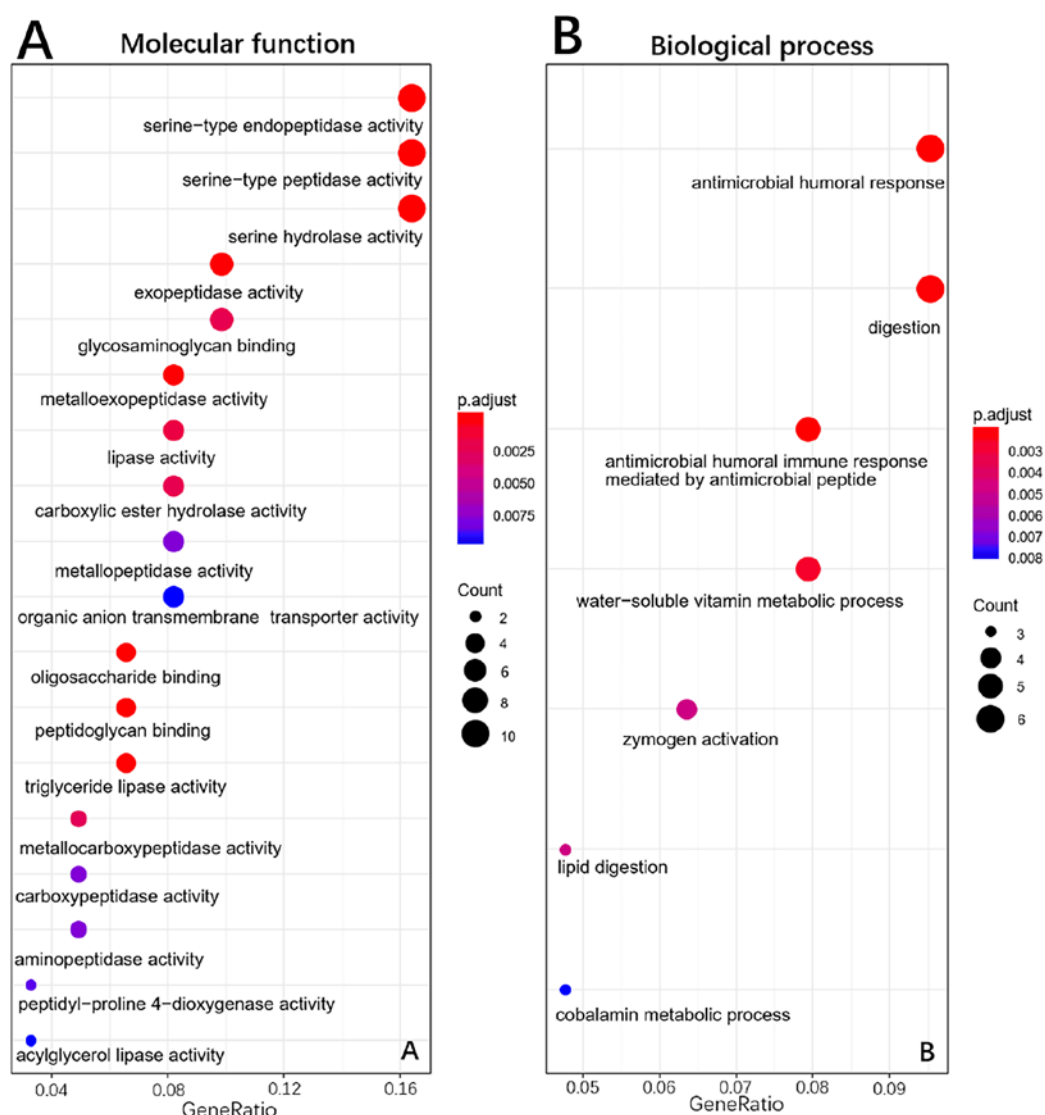 A
Molecular function
serine-type endopeptidase activity
serine-type peptidase activity
serine hydrolase activity
exopeptidase activity
glycosaminoglycan binding
metalloexopeptidase activity
lipase activity
carboxylic ester hydrolase activity
metallopeptidase activity
organic anion transmembrane transporter activity
oligosaccharide binding
peptidoglycan binding
triglyceride lipase activity
metallocarboxypeptidase activity
carboxypeptidase activity
aminopeptidase activity
peptidyl-proline 4-dioxygenase activity
acylglycerol lipase activity
A
0.04 0.08 0.12 0.16
GeneRatio
p.adjust
0.0025
0.0050
0.0075
Count
2
4
6
8
10
B
Biological process
antimicrobial humoral response
digestion
antimicrobial humoral immune response
mediated by antimicrobial peptide
water-soluble vitamin metabolic process
zymogen activation
lipid digestion
cobalamin metabolic process
B
0.05 0.06 0.07 0.08 0.09
GeneRatio
p.adjust
0.003
0.004
0.005
0.006
0.007
0.008
Count
3
4
5
6